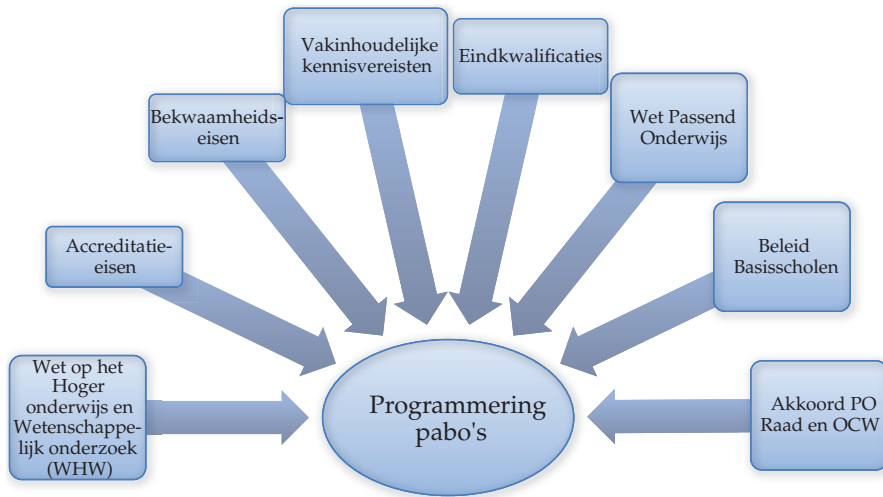 Vakinhoudelijke
kennisvereisten
Eindkwalificaties
Bekwaamheids-
eisen
Wet Passend
Onderwijs
Accreditatie-
eisen
Beleid
Basisscholen
Wet op het
Hoger
onderwijs en
Wetenschappe-
lijk onderzoek
(WHW)
Programmering
pabo's
Akkoord PO
Raad en OCW